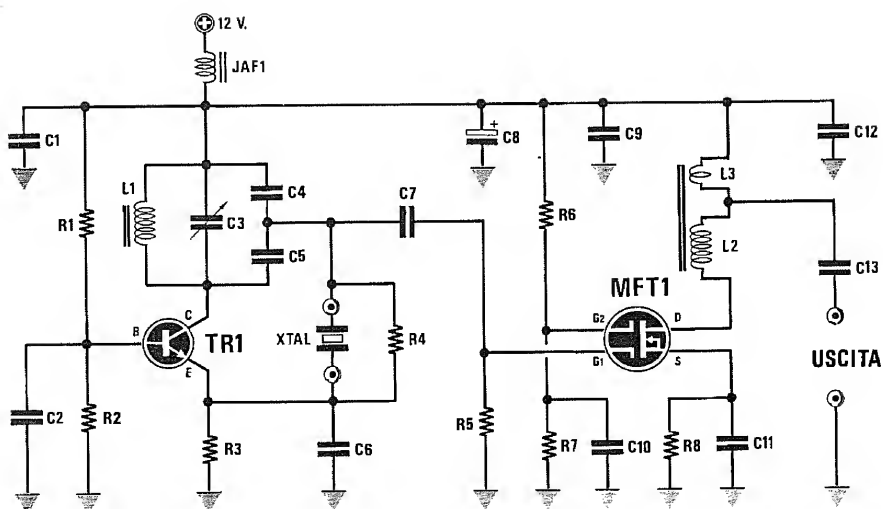 12 V.
JAF1
C1
R1
L1
C3
C4
C5
C7
C8
+
R6
C9
L3
L2
C12
C13
MFT1
G2
D
G1
S
B
C
E
TR1
XTAL
R4
USCITA
C2
R2
R3
C6
R5
R7
C10
R8
C11